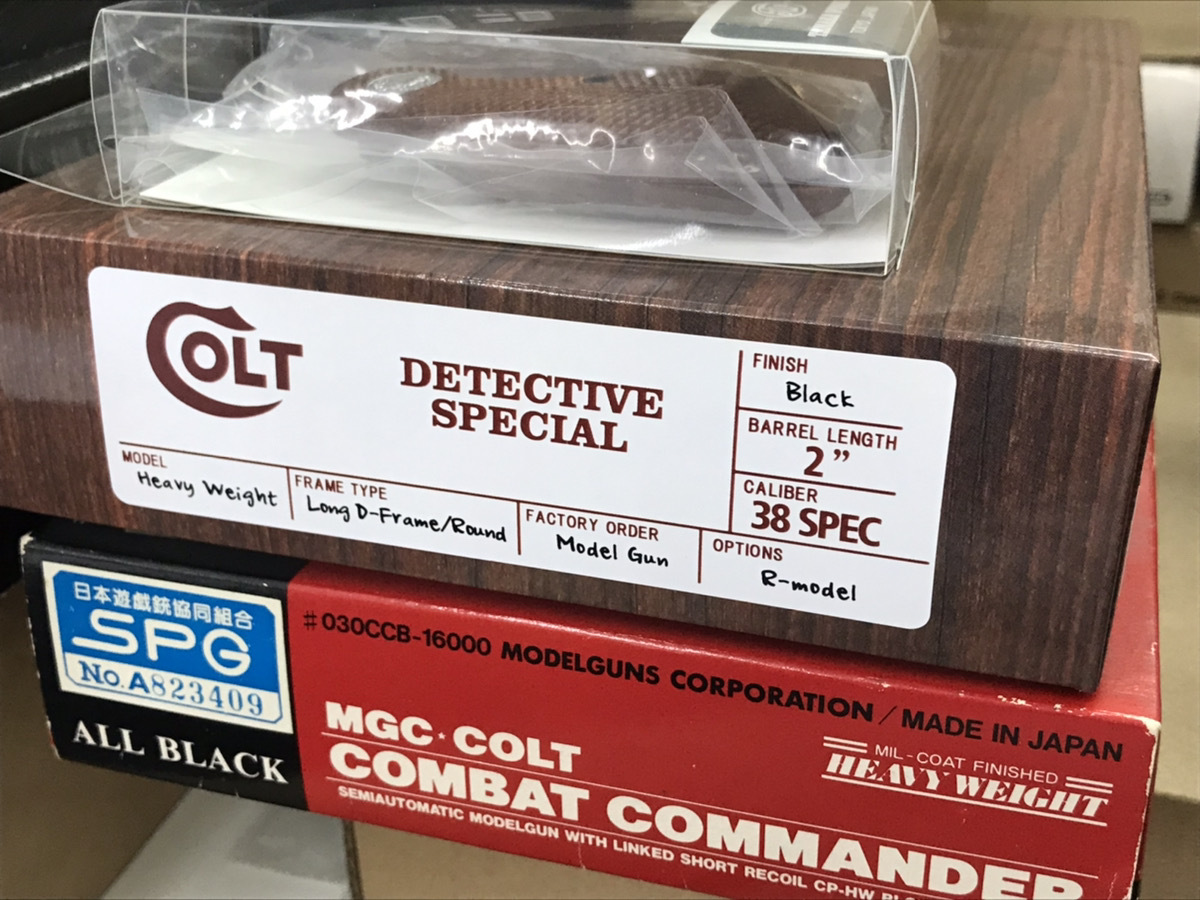 COLT
DETECTIVE
SPECIAL
FINISH
Black
BARREL LENGTH
2”
CALIBER
38 SPEC
MODEL
Heavy Weight
FRAME TYPE
Long D-Frame/Round
FACTORY ORDER
Model Gun
OPTIONS
R-model
日本遊戯銃協同組合
SPG
No.A823409
ALL BLACK
#030CCB-16000 MODELGUNS CORPORATION / MADE IN JAPAN
MGC★COLT
COMBAT COMMANDER
MIL-COAT FINISHED
HEAVY WEIGHT
SEMIAUTOMATIC MODELGUN WITH LINKED SHORT RECOIL CP-HW